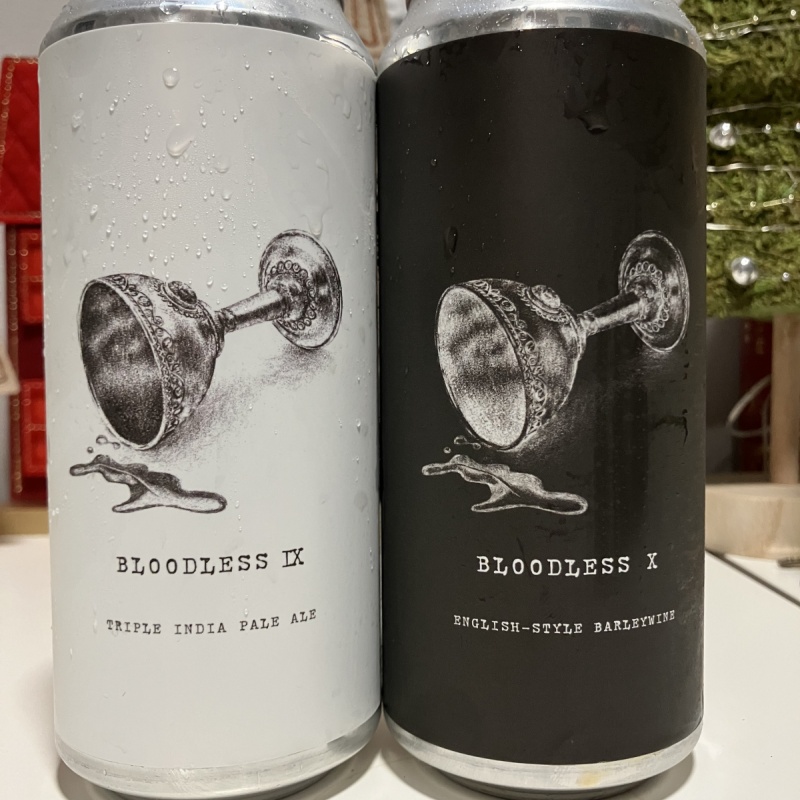 BLOODLESS IX
TRIPLE INDIA PALE ALE
BLOODLESS X
ENGLISH-STYLE BARLEYWINE